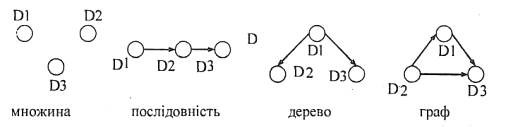 D1 D2
D3
множина
D1 D2 D3
послідовність
D
D1
D2 D3
дерево
D1
D2 D3
граф